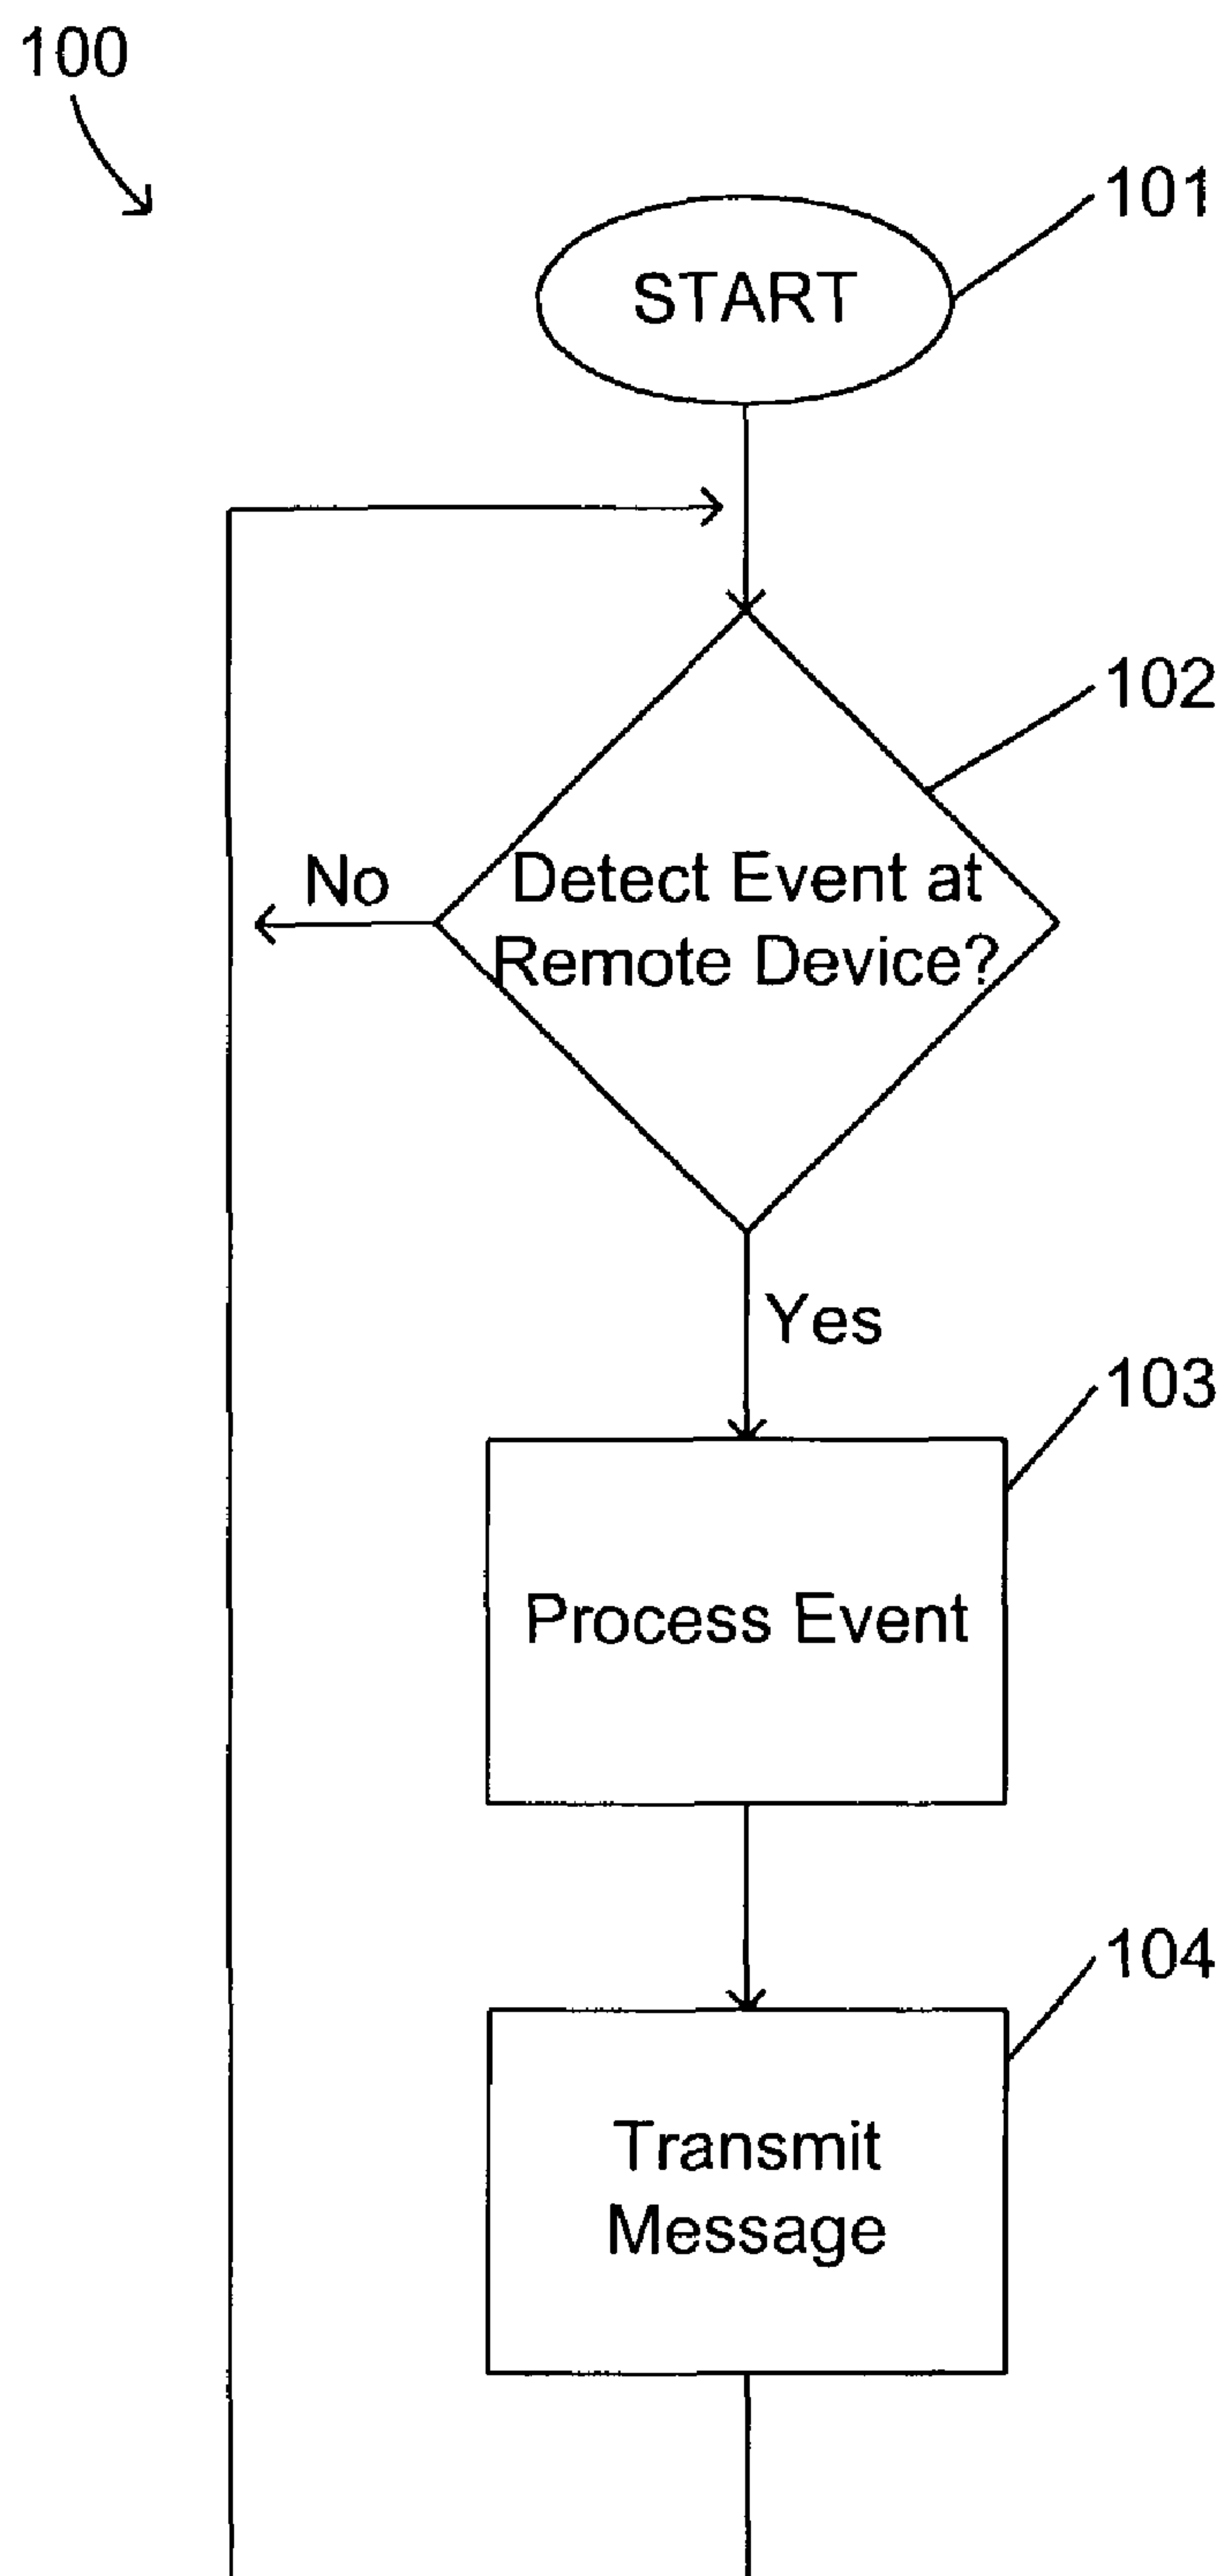 100
101
START
102
No
Detect Event at
Remote Device?
Yes
103
Process Event
104
Transmit
Message